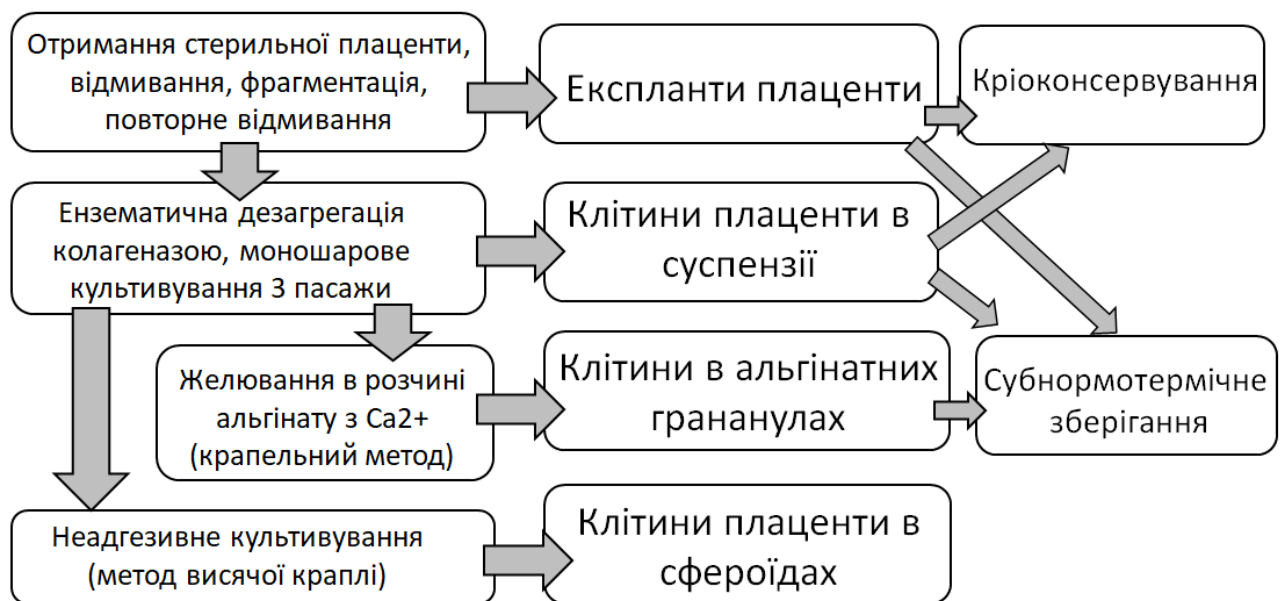 Отримання стерильної плаценти,
відмивання, фрагментація,
повторне відмивання
Експланти плаценти
Кріоконсервування
Ензематична дезагрегація
колагеназою, моношарове
культивування 3 пасажи
Клітини плаценти в
суспензії
Желювання в розчині
альгінату з Са2+
(крапельний метод)
Клітини в альгінатних
грананулах
Субнормотермічне
зберігання
Неадгезивне культивування
(метод висячої краплі)
Клітини плаценти в
сфероїдах